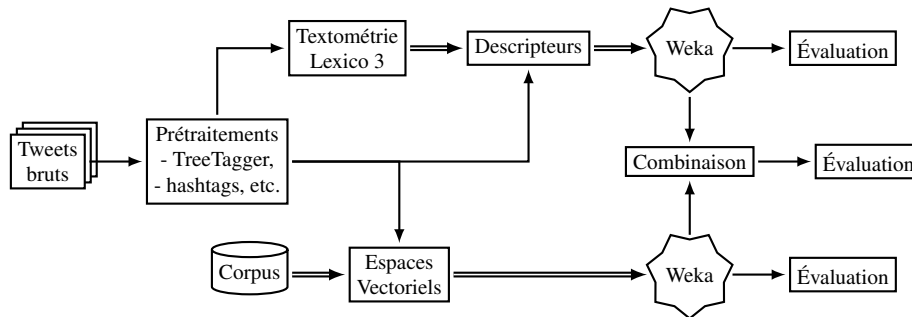 Textométrie
Lexico 3
Descripteurs
Weka
Évaluation
Tweets
bruts
Prétraitements
- TreeTagger,
- hashtags, etc.
Combinaison
Évaluation
Corpus
Espaces
Vectoriels
Weka
Évaluation